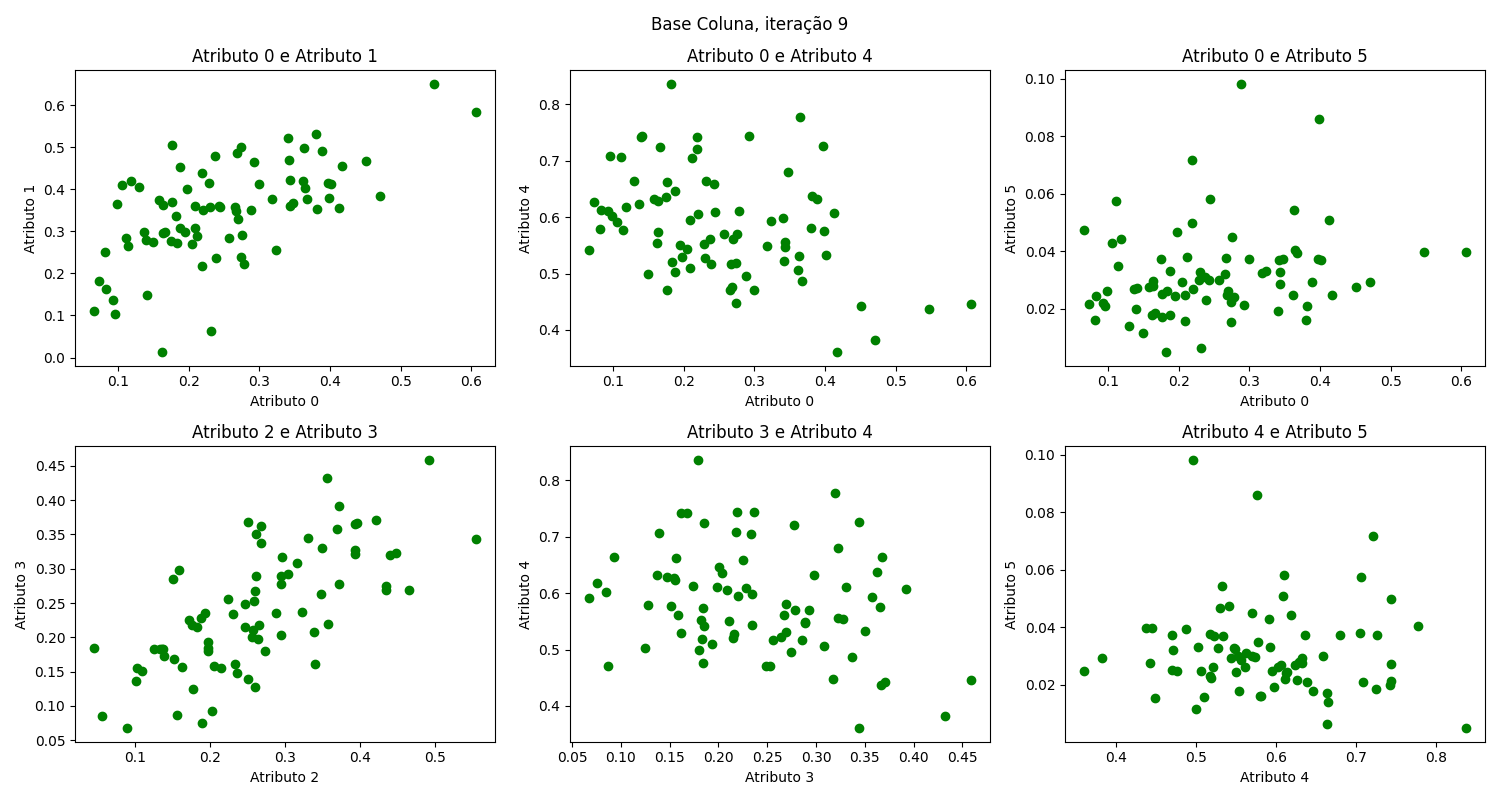 Base Coluna, iteração 9
Atributo 0 e Atributo 1
Atributo 1
0.6
0.5
0.4
0.3
0.2
0.1
0.0
0.1 0.2 0.3 0.4 0.5 0.6
Atributo 0
Atributo 0 e Atributo 4
Atributo 4
0.8
0.7
0.6
0.5
0.4
0.1 0.2 0.3 0.4 0.5 0.6
Atributo 0
Atributo 0 e Atributo 5
Atributo 5
0.10
0.08
0.06
0.04
0.02
0.1 0.2 0.3 0.4 0.5 0.6
Atributo 0
Atributo 2 e Atributo 3
Atributo 3
0.45
0.40
0.35
0.30
0.25
0.20
0.15
0.10
0.05
0.1 0.2 0.3 0.4 0.5
Atributo 2
Atributo 3 e Atributo 4
Atributo 4
0.8
0.7
0.6
0.5
0.4
0.05 0.10 0.15 0.20 0.25 0.30 0.35 0.40 0.45
Atributo 3
Atributo 4 e Atributo 5
Atributo 5
0.10
0.08
0.06
0.04
0.02
0.4 0.5 0.6 0.7 0.8
Atributo 4